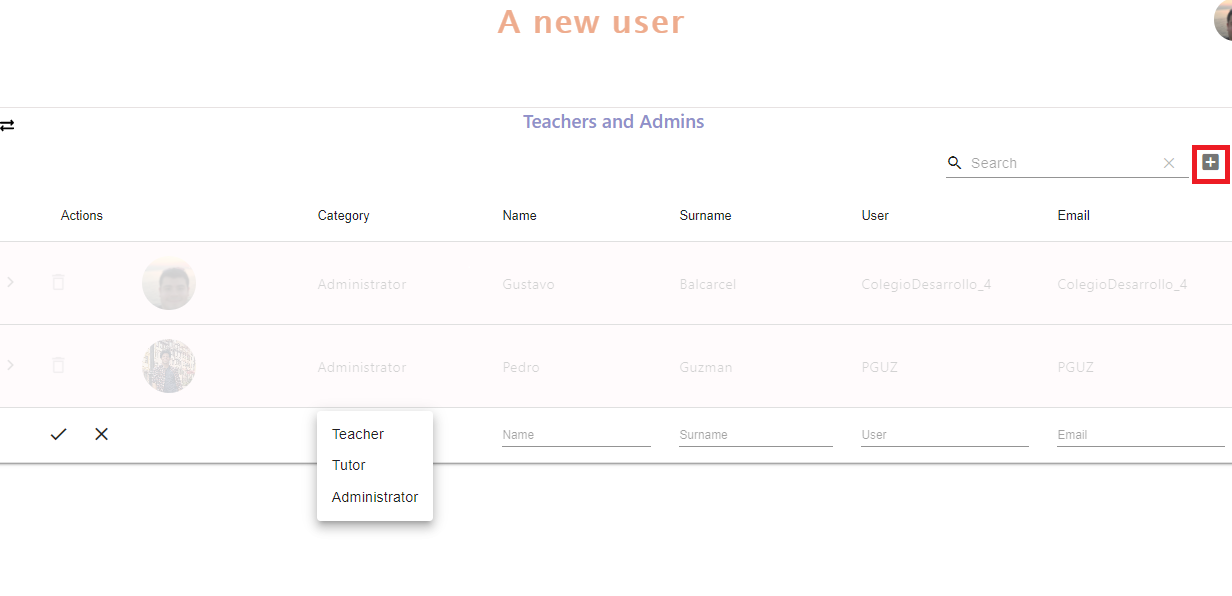 A new user
Teachers and Admins
Search
Actions Category Name Surname User Email
Administrator Gustavo Balcarcel ColegioDesarrollo_4 ColegioDesarrollo_4
Administrator Pedro Guzman PGUZ PGUZ
Teacher Name Surname User Email
Tutor
Administrator